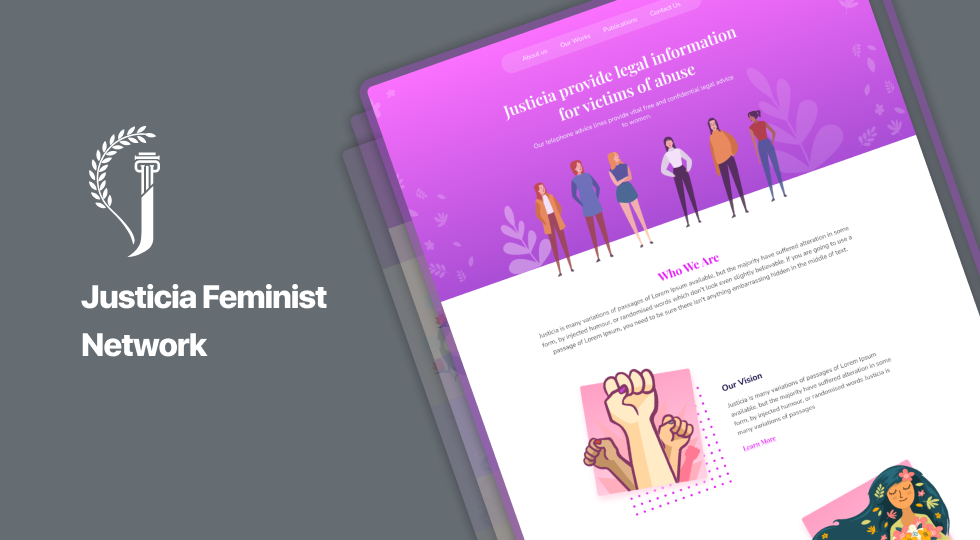 Justicia Feminist
Network
About us Our Works Publications Contact Us
Justicia provide legal information
for victims of abuse
Our telephone advice lines provide vital free and confidential legal advice
to women.
Who We Are
Justicia is many variations of passages of Lorem Ipsum available, but the majority have suffered alteration in some
form, by injected humour, or randomised words which don't look even slightly believable. If you are going to use a
passage of Lorem Ipsum, you need to be sure there isn't anything embarrassing hidden in the middle of text.
Our Vision
Justicia is many variations of passages of Lorem Ipsum
available, but the majority have suffered alteration in some
form, by injected humour, or randomised words Justicia is
many variations of passages
Learn More